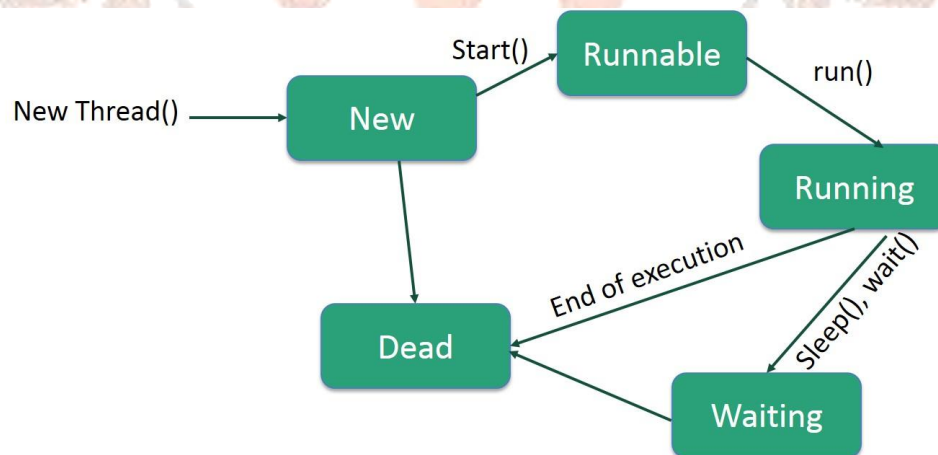 Start()
Runnable
run()
New Thread()
New
Running
End of execution
Sleep(), wait()
Dead
Waiting